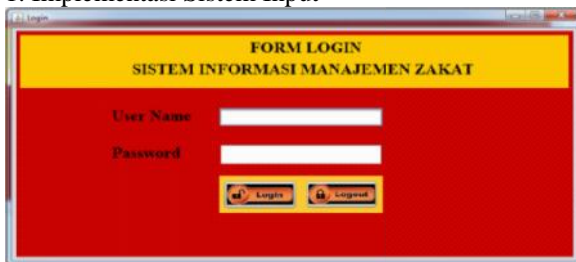 1. Implementasi Sistem Input
Login
FORM LOGIN
SISTEM INFORMASI MANAJEMEN ZAKAT
User Name
Password
Login Logout